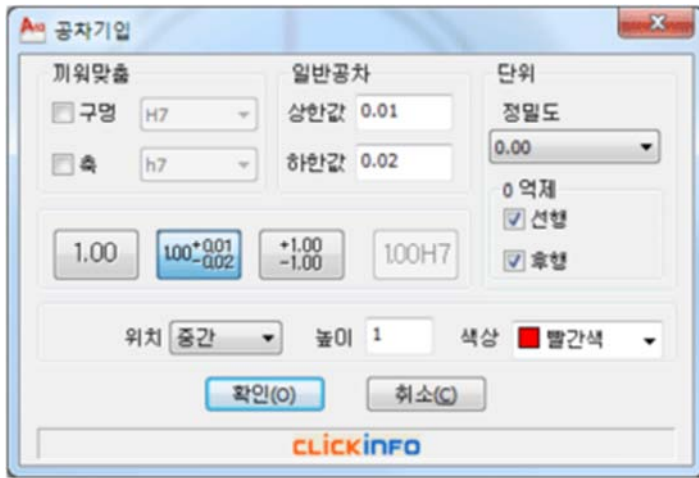 공차기입
끼워맞춤
구멍 H7
축 h7
일반공차
상한값 0.01
하한값 0.02
단위
정밀도
0.00
0 억제
선행
후행
1.00
1.00+0.01-0.02
+1.00
-1.00
1.00H7
위치 중간 높이 1 색상 빨간색
확인(O) 취소(C)
CLICKINFO